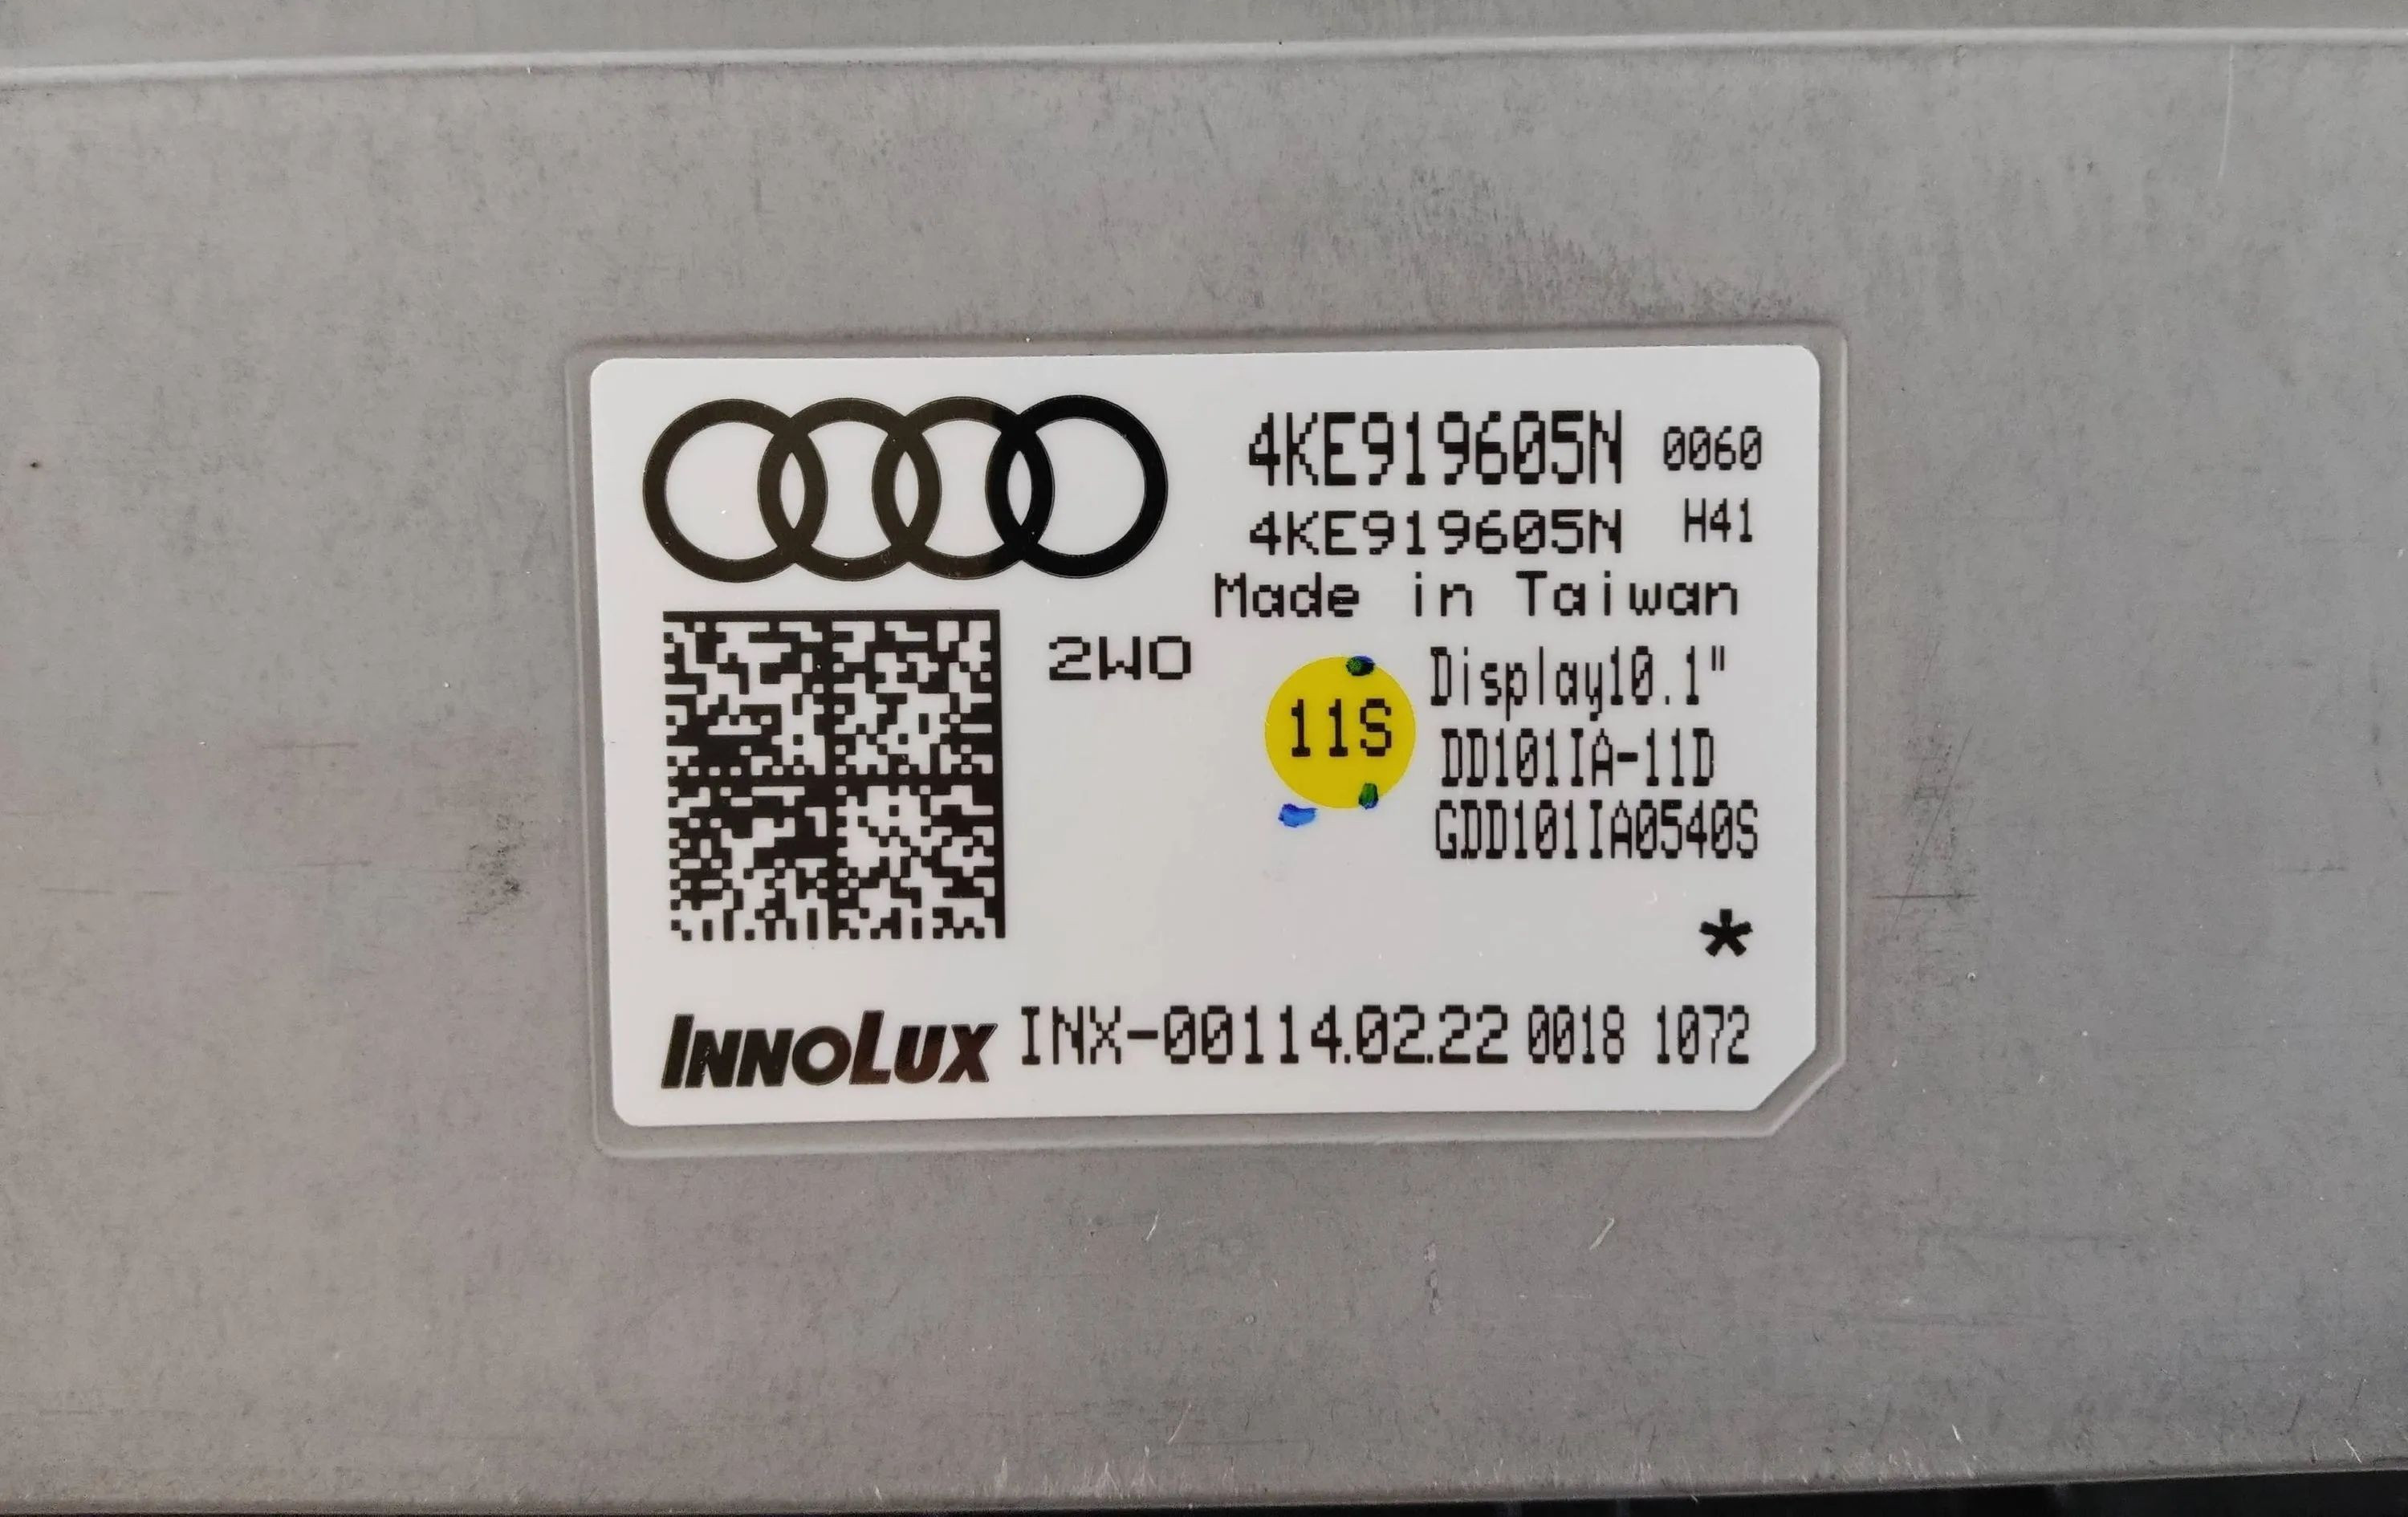 4KE919605N 0060
4KE919605N H41
Made in Taiwan
2WO
Display10.1"
11S
DD101IA-11D
GDD101IA0540S
*
INNOLUX INX-00114.02.22 0018 1072